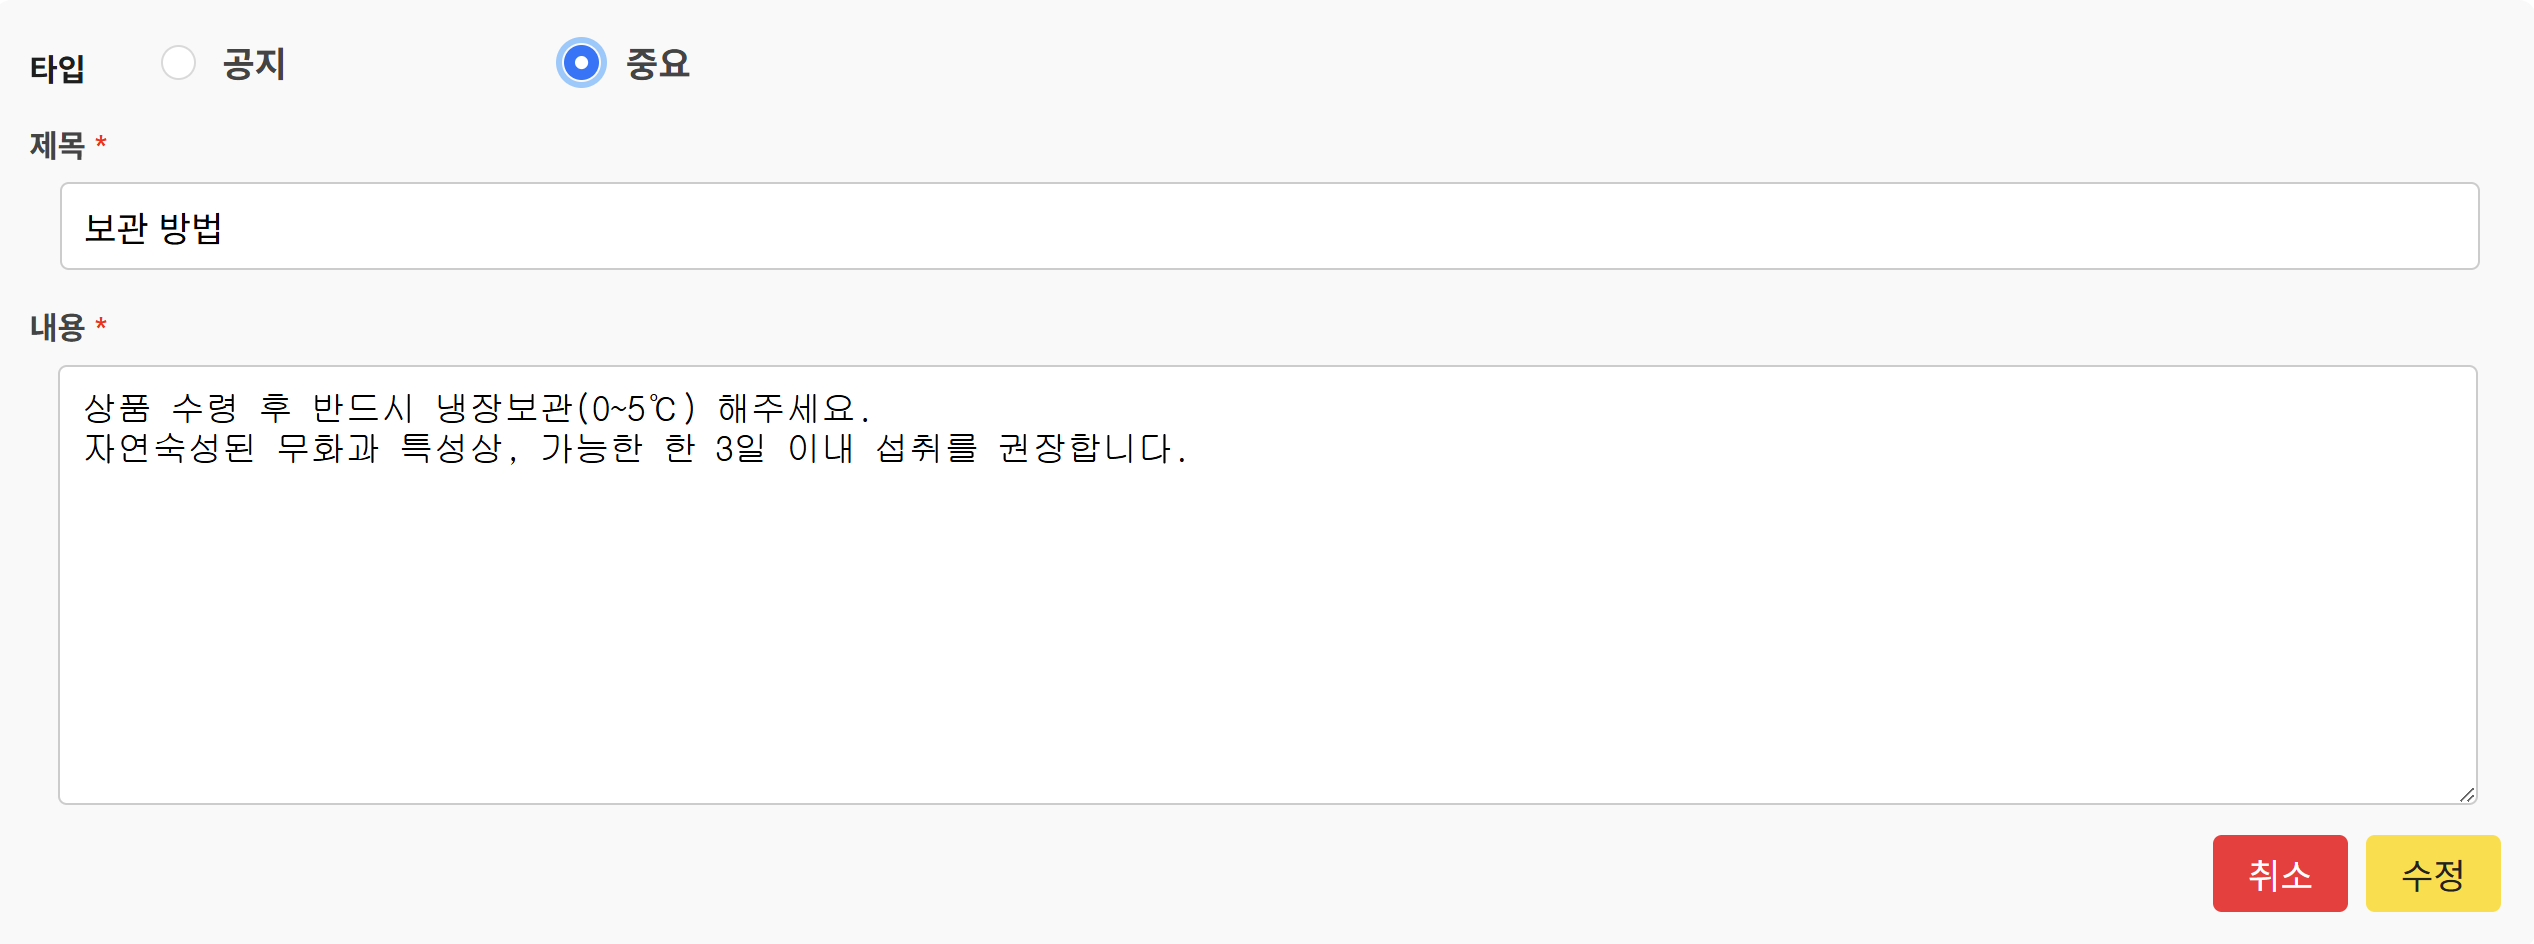 타입 공지 중요
제목 *
보관 방법
내용 *
상품 수령 후 반드시 냉장보관(0~5℃) 해주세요.
자연숙성된 무화과 특성상, 가능한 한 3일 이내 섭취를 권장합니다.
취소 수정